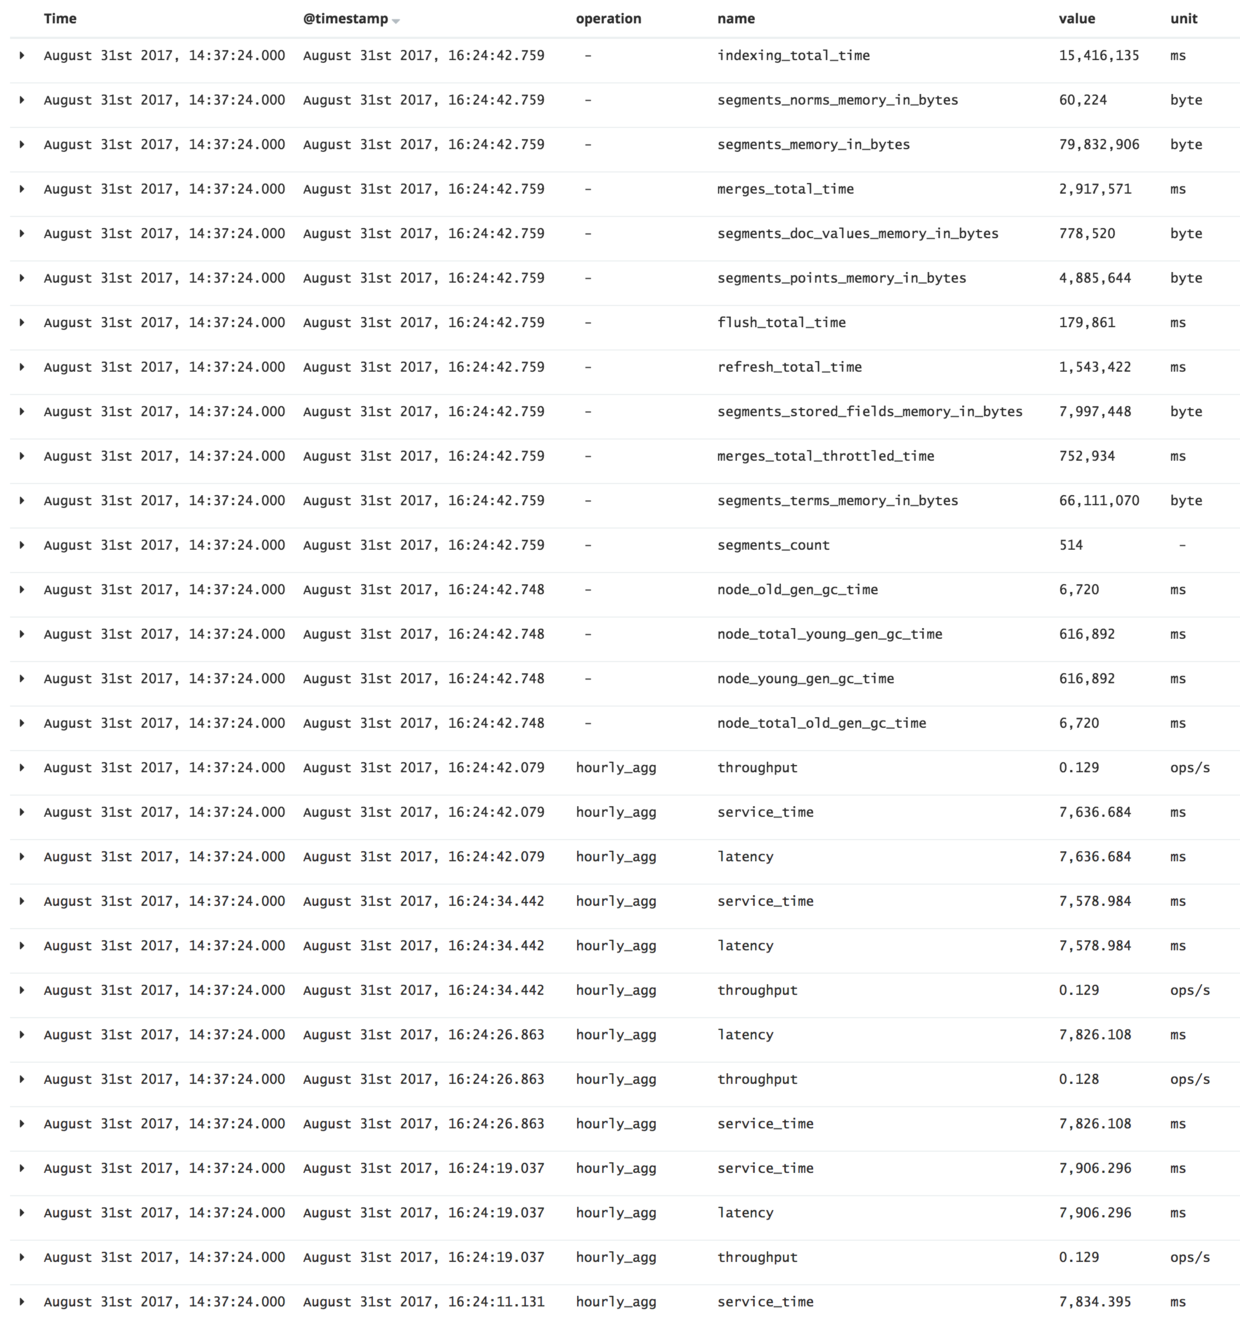 Time @timestamp operation name value unit
August 31st 2017, 14:37:24.000 August 31st 2017, 16:24:42.759 - indexing_total_time 15,416,135 ms
August 31st 2017, 14:37:24.000 August 31st 2017, 16:24:42.759 - segments_norms_memory_in_bytes 60,224 byte
August 31st 2017, 14:37:24.000 August 31st 2017, 16:24:42.759 - segments_memory_in_bytes 79,832,906 byte
August 31st 2017, 14:37:24.000 August 31st 2017, 16:24:42.759 - merges_total_time 2,917,571 ms
August 31st 2017, 14:37:24.000 August 31st 2017, 16:24:42.759 - segments_doc_values_memory_in_bytes 778,520 byte
August 31st 2017, 14:37:24.000 August 31st 2017, 16:24:42.759 - segments_points_memory_in_bytes 4,885,644 byte
August 31st 2017, 14:37:24.000 August 31st 2017, 16:24:42.759 - flush_total_time 179,861 ms
August 31st 2017, 14:37:24.000 August 31st 2017, 16:24:42.759 - refresh_total_time 1,543,422 ms
August 31st 2017, 14:37:24.000 August 31st 2017, 16:24:42.759 - segments_stored_fields_memory_in_bytes 7,997,448 byte
August 31st 2017, 14:37:24.000 August 31st 2017, 16:24:42.759 - merges_total_throttled_time 752,934 ms
August 31st 2017, 14:37:24.000 August 31st 2017, 16:24:42.759 - segments_terms_memory_in_bytes 66,111,070 byte
August 31st 2017, 14:37:24.000 August 31st 2017, 16:24:42.759 - segments_count 514 -
August 31st 2017, 14:37:24.000 August 31st 2017, 16:24:42.748 - node_old_gen_gc_time 6,720 ms
August 31st 2017, 14:37:24.000 August 31st 2017, 16:24:42.748 - node_total_young_gen_gc_time 616,892 ms
August 31st 2017, 14:37:24.000 August 31st 2017, 16:24:42.748 - node_young_gen_gc_time 616,892 ms
August 31st 2017, 14:37:24.000 August 31st 2017, 16:24:42.748 - node_total_old_gen_gc_time 6,720 ms
August 31st 2017, 14:37:24.000 August 31st 2017, 16:24:42.079 hourly_agg throughput 0.129 ops/s
August 31st 2017, 14:37:24.000 August 31st 2017, 16:24:42.079 hourly_agg service_time 7,636.684 ms
August 31st 2017, 14:37:24.000 August 31st 2017, 16:24:42.079 hourly_agg latency 7,636.684 ms
August 31st 2017, 14:37:24.000 August 31st 2017, 16:24:34.442 hourly_agg service_time 7,578.984 ms
August 31st 2017, 14:37:24.000 August 31st 2017, 16:24:34.442 hourly_agg latency 7,578.984 ms
August 31st 2017, 14:37:24.000 August 31st 2017, 16:24:34.442 hourly_agg throughput 0.129 ops/s
August 31st 2017, 14:37:24.000 August 31st 2017, 16:24:26.863 hourly_agg latency 7,826.108 ms
August 31st 2017, 14:37:24.000 August 31st 2017, 16:24:26.863 hourly_agg throughput 0.128 ops/s
August 31st 2017, 14:37:24.000 August 31st 2017, 16:24:26.863 hourly_agg service_time 7,826.108 ms
August 31st 2017, 14:37:24.000 August 31st 2017, 16:24:19.037 hourly_agg service_time 7,906.296 ms
August 31st 2017, 14:37:24.000 August 31st 2017, 16:24:19.037 hourly_agg latency 7,906.296 ms
August 31st 2017, 14:37:24.000 August 31st 2017, 16:24:19.037 hourly_agg throughput 0.129 ops/s
August 31st 2017, 14:37:24.000 August 31st 2017, 16:24:11.131 hourly_agg service_time 7,834.395 ms